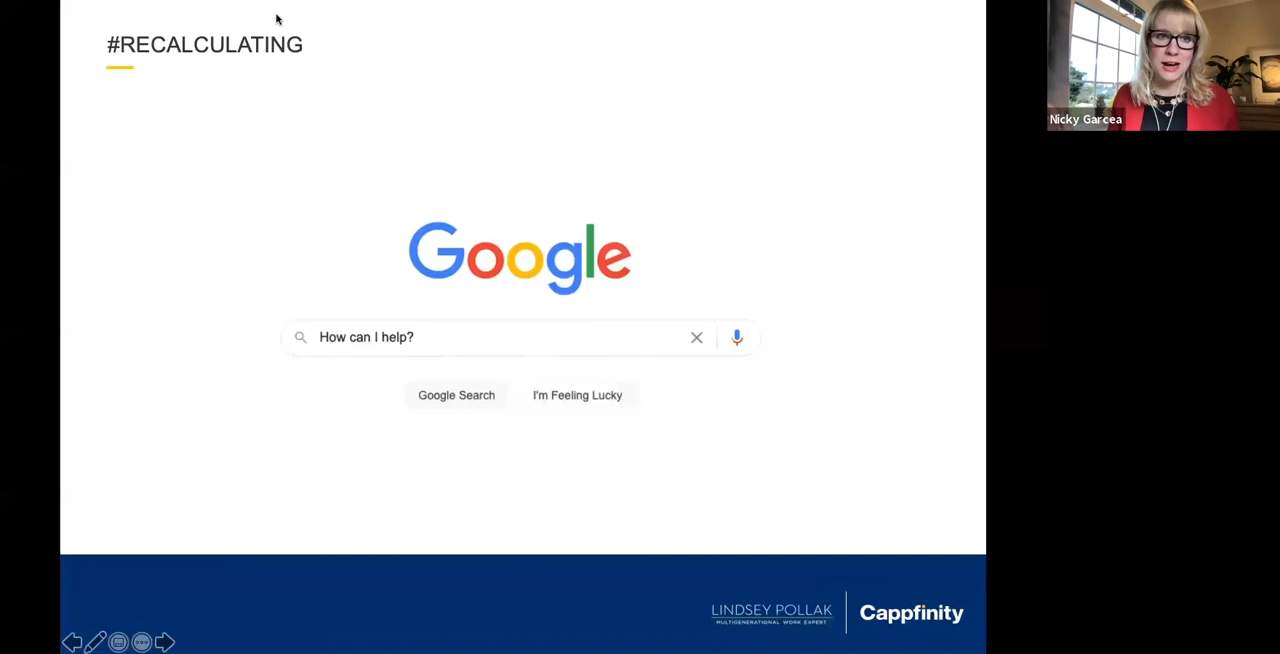 #RECALCULATING
Nicky Garcea
Google
How can I help?
Google Search
I'm Feeling Lucky
LINDSEY POLLAK
MULTIGENERATIONAL WORK EXPERT
Cappfinity